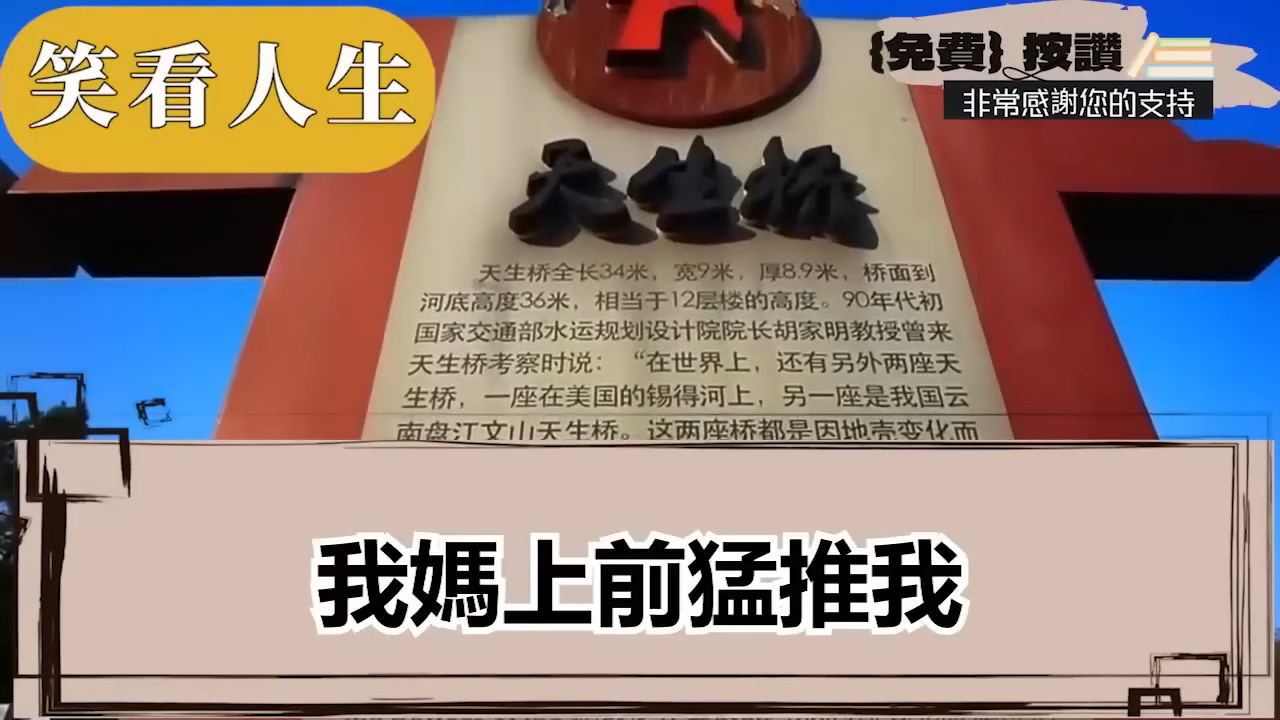 笑看人生
{免費} 按讚
非常感謝您的支持
天生桥
天生桥全长34米，宽9米，厚8.9米，桥面到
河底高度36米，相当于12层楼的高度。90年代初
国家交通部水运规划设计院院长胡家明教授曾来
天生桥考察时说：“在世界上，还有另外两座天
生桥，一座在美国的锡得河上，另一座是我国云
南盘江文山天生桥。这两座桥都是因地壳变化而
我媽上前猛推我